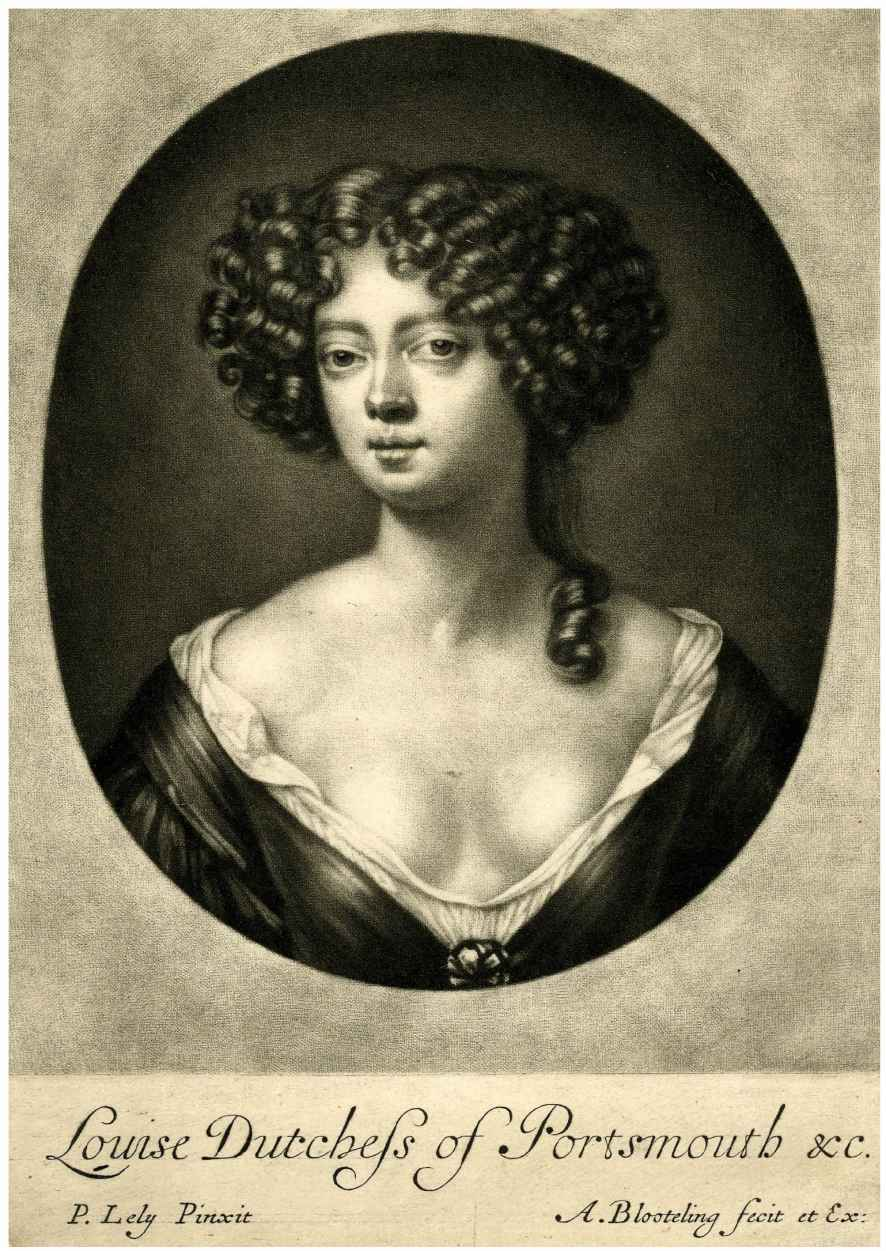 Louise Dutcheſs of Portsmouth &c.
P. Lely Pinxit A. Blooteling fecit et Ex: